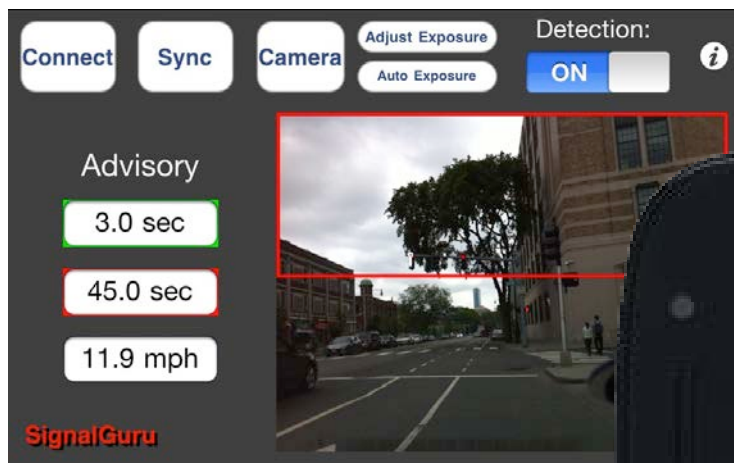 Connect
Sync
Camera
Adjust Exposure
Auto Exposure
Detection:
ON
i
Advisory
3.0 sec
45.0 sec
11.9 mph
SignalGuru